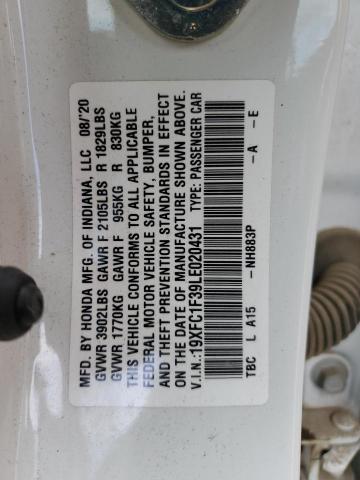 MFD. BY HONDA MFG. OF INDIANA, LLC 08/'20
GVWR 3902LBS GAWR F 2105LBS R 1829LBS
GVWR 1770KG GAWR F 955KG R 830KG
THIS VEHICLE CONFORMS TO ALL APPLICABLE
FEDERAL MOTOR VEHICLE SAFETY, BUMPER,
AND THEFT PREVENTION STANDARDS IN EFFECT
ON THE DATE OF MANUFACTURE SHOWN ABOVE.
V.I.N.:19XFC1F39LE020431 TYPE: PASSENGER CAR
TBC L A15 -NH883P -A -E